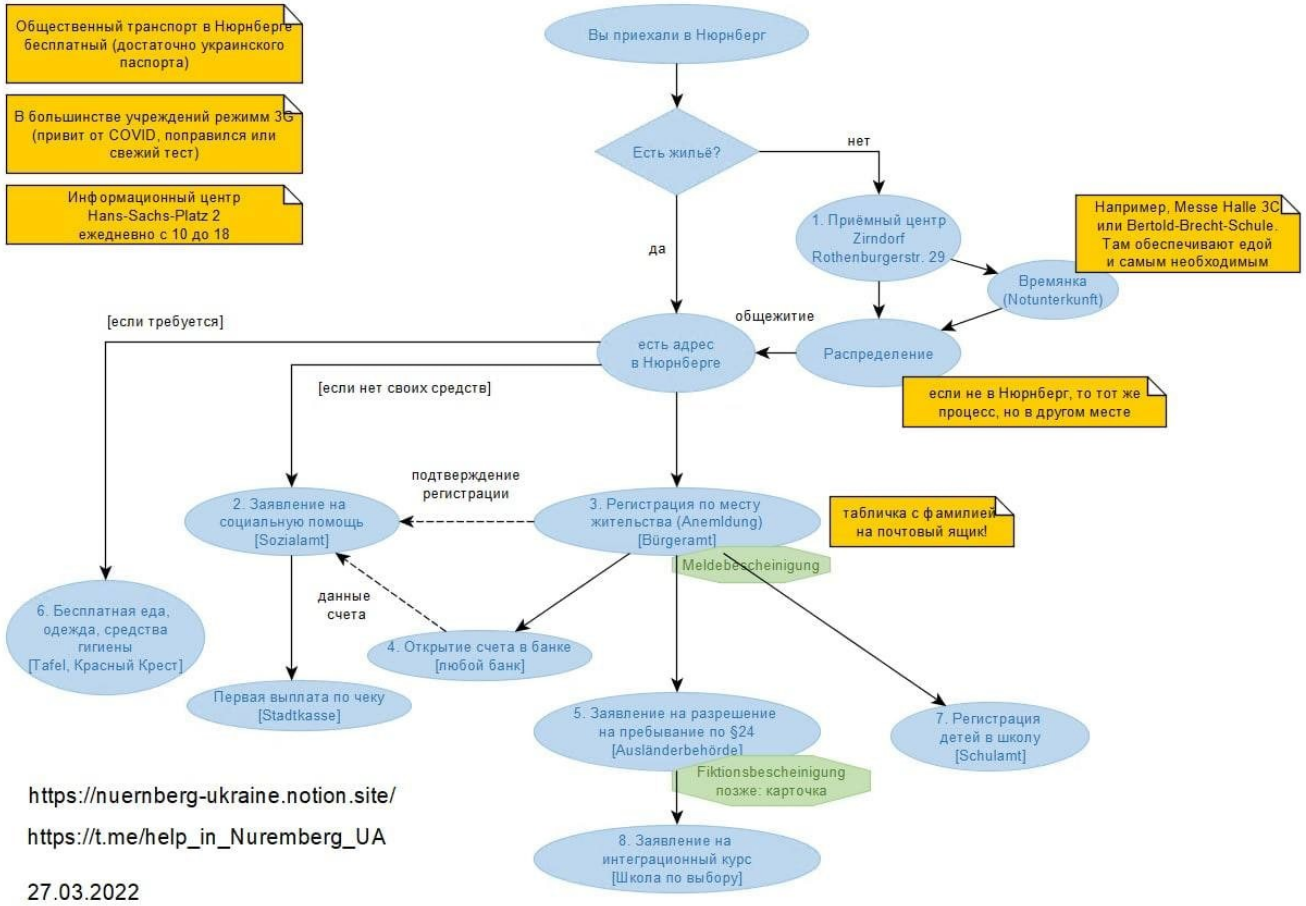 Общественный транспорт в Нюрнберге
бесплатный (достаточно украинского
паспорта)
В большинстве учреждений режимм 3G
(привит от COVID, поправился или
свежий тест)
Информационный центр
Hans-Sachs-Platz 2
ежедневно с 10 до 18
Вы приехали в Нюрнберг
Есть жильё?
нет
да
1. Приёмный центр
Zirndorf
Rothenburgerstr. 29
Например, Messe Halle 3C
или Bertold-Brecht-Schule.
Там обеспечивают едой
и самым необходимым
Времянка
(Notunterkunft)
общежитие
Распределение
если не в Нюрнберг, то тот же
процесс, но в другом месте
есть адрес
в Нюрнберге
[если требуется]
[если нет своих средств]
подтверждение
регистрации
2. Заявление на
социальную помощь
[Sozialamt]
3. Регистрация по месту
жительства (Anemldung)
[Bürgeramt]
Meldebescheinigung
табличка с фамилией
на почтовый ящик!
6. Бесплатная еда,
одежда, средства
гигиены
[Tafel, Красный Крест]
данные
счета
4. Открытие счета в банке
[любой банк]
Первая выплата по чеку
[Stadtkasse]
5. Заявление на разрешение
на пребывание по §24
[Ausländerbehörde]
Fiktionsbescheinigung
позже: карточка
7. Регистрация
детей в школу
[Schulamt]
8. Заявление на
интеграционный курс
[Школа по выбору]
https://nuernberg-ukraine.notion.site/
https://t.me/help_in_Nuremberg_UA
27.03.2022